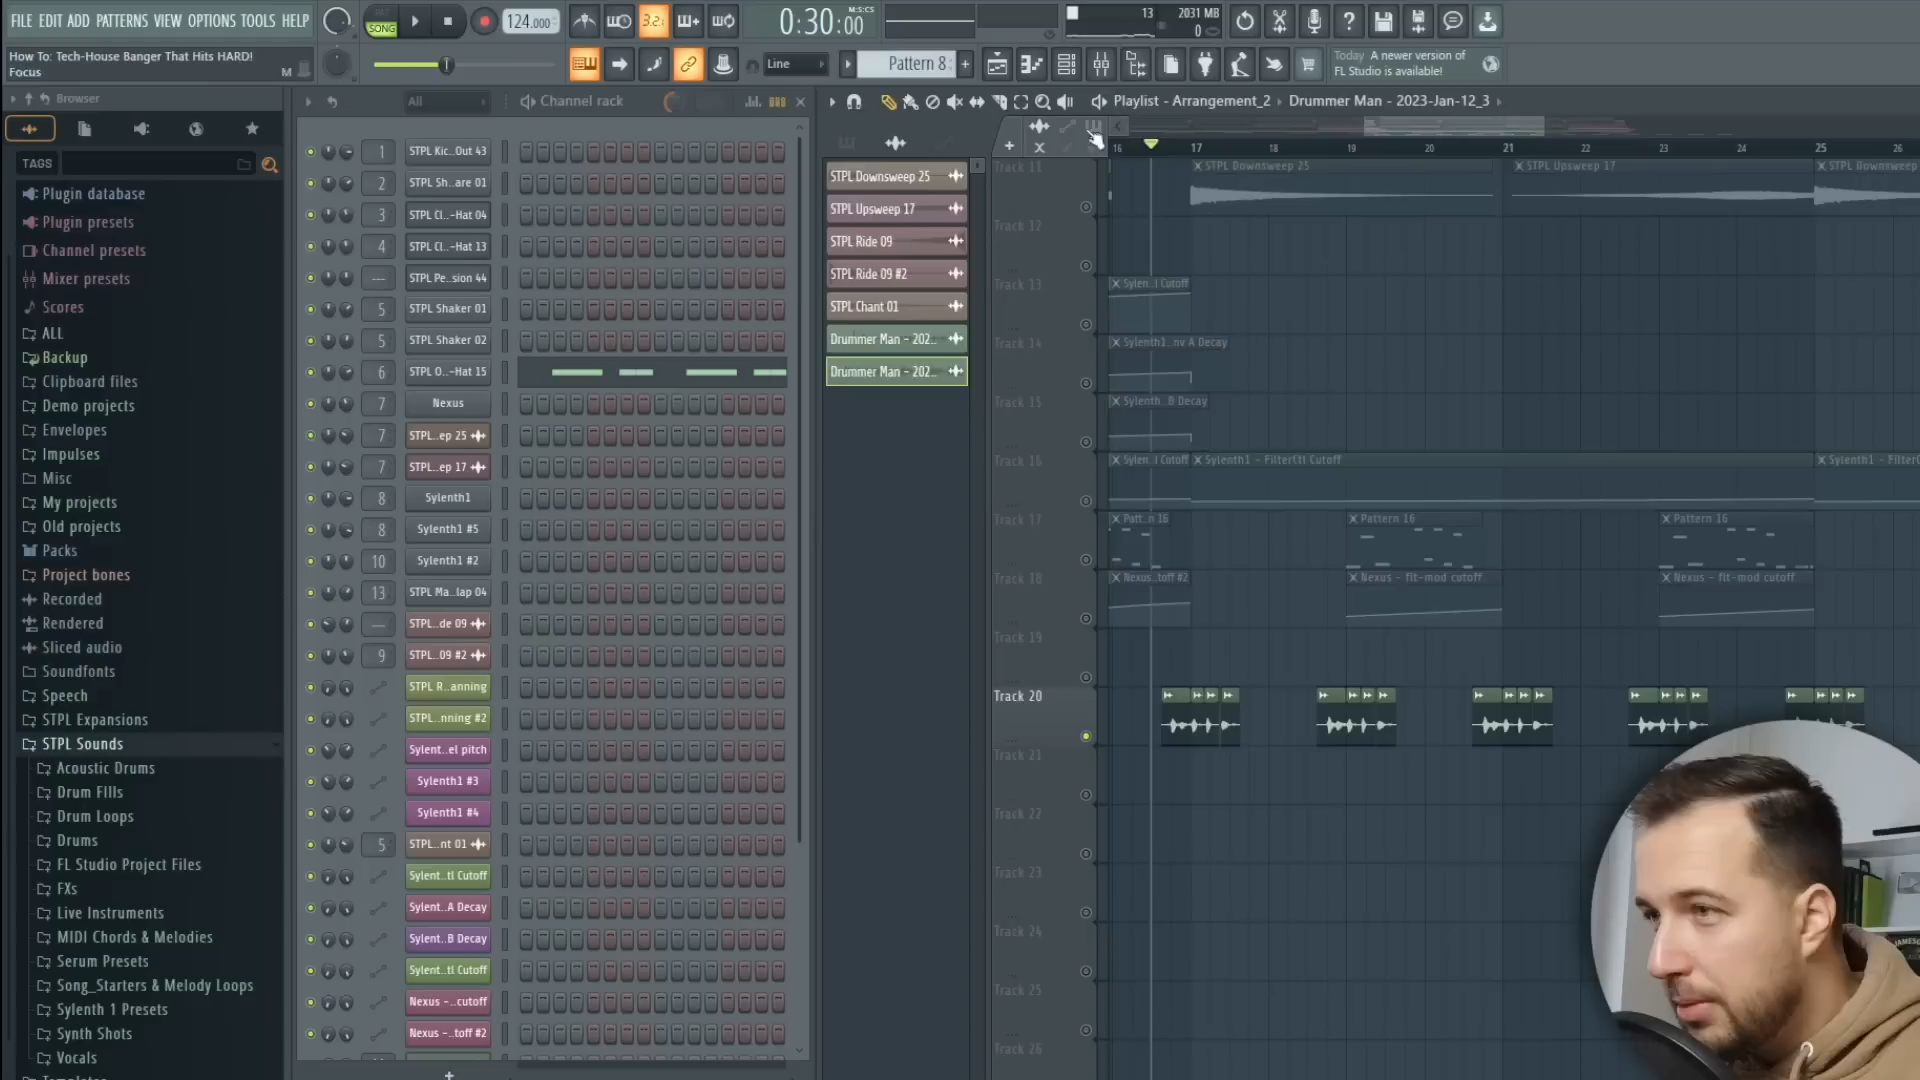 FILE EDIT ADD PATTERNS VIEW OPTIONS TOOLS HELP
SONG
124.000
3.2.
0:30:00
M:S:CS
13
2031 MB
0
How To: Tech-House Banger That Hits HARD!
Focus
M
Line
Pattern 8
+
Today A newer version of
FL Studio is available!
Browser
TAGS
Plugin database
Plugin presets
Channel presets
Mixer presets
Scores
ALL
Backup
Clipboard files
Demo projects
Envelopes
Impulses
Misc
My projects
Old projects
Packs
Project bones
Recorded
Rendered
Sliced audio
Soundfonts
Speech
STPL Expansions
STPL Sounds
Acoustic Drums
Drum FIlls
Drum Loops
Drums
FL Studio Project Files
FXs
Live Instruments
MIDI Chords & Melodies
Serum Presets
Song_Starters & Melody Loops
Sylenth 1 Presets
Synth Shots
Vocals
All
Channel rack
1 STPL Kic...Out 43
2 STPL Sh...are 01
3 STPL Cl...-Hat 04
4 STPL Cl...-Hat 13
--- STPL Pe...sion 44
5 STPL Shaker 01
5 STPL Shaker 02
6 STPL O...-Hat 15
7 Nexus
7 STPL...ep 25
7 STPL...ep 17
8 Sylenth1
8 Sylenth1 #5
10 Sylenth1 #2
13 STPL Ma...lap 04
--- STPL...de 09
9 STPL...09 #2
STPL R...anning
STPL...nning #2
Sylent...el pitch
Sylenth1 #3
Sylenth1 #4
5 STPL...nt 01
Sylent...tl Cutoff
Sylent...A Decay
Sylent...B Decay
Sylent...tl Cutoff
Nexus -...cutoff
Nexus -...toff #2
+
STPL Downsweep 25
STPL Upsweep 17
STPL Ride 09
STPL Ride 09 #2
STPL Chant 01
Drummer Man - 202...
Drummer Man - 202...
Playlist - Arrangement_2 › Drummer Man - 2023-Jan-12_3
16 17 18 19 20 21 22 23 24 25 26
Track 11
STPL Downsweep 25
STPL Upsweep 17
STPL Downsweep
Track 12
Track 13
Sylen...l Cutoff
Track 14
Sylenth1...nv A Decay
Track 15
Sylenth...B Decay
Track 16
Sylen...l Cutoff
Sylenth1 - FilterCtl Cutoff
Sylenth1 - FilterC
Track 17
Patt...n 16
Pattern 16
Pattern 16
Track 18
Nexus...toff #2
Nexus - flt-mod cutoff
Nexus - flt-mod cutoff
Track 19
Track 20
Track 21
Track 22
Track 23
Track 24
Track 25
Track 26